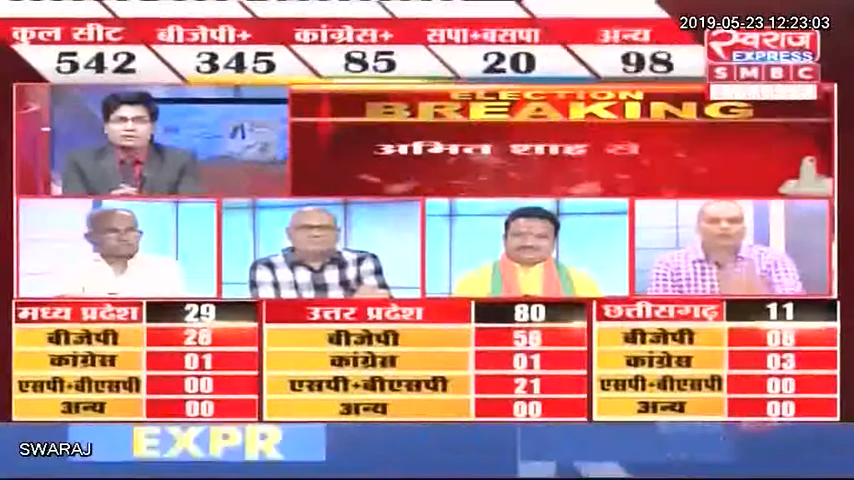 2019-05-23 12:23:03
कुल सीट बीजेपी+ कांग्रेस+ सपा+बसपा अन्य
542 345 85 20 98
स्वराज
EXPRESS
SMBC
ELECTION
BREAKING
अमित शाह से
मध्य प्रदेश 29
बीजेपी 28
कांग्रेस 01
एसपी+बीएसपी 00
अन्य 00
उत्तर प्रदेश 80
बीजेपी 58
कांग्रेस 01
एसपी+बीएसपी 21
अन्य 00
छत्तीसगढ़ 11
बीजेपी 08
कांग्रेस 03
एसपी+बीएसपी 00
अन्य 00
EXPR
SWARAJ